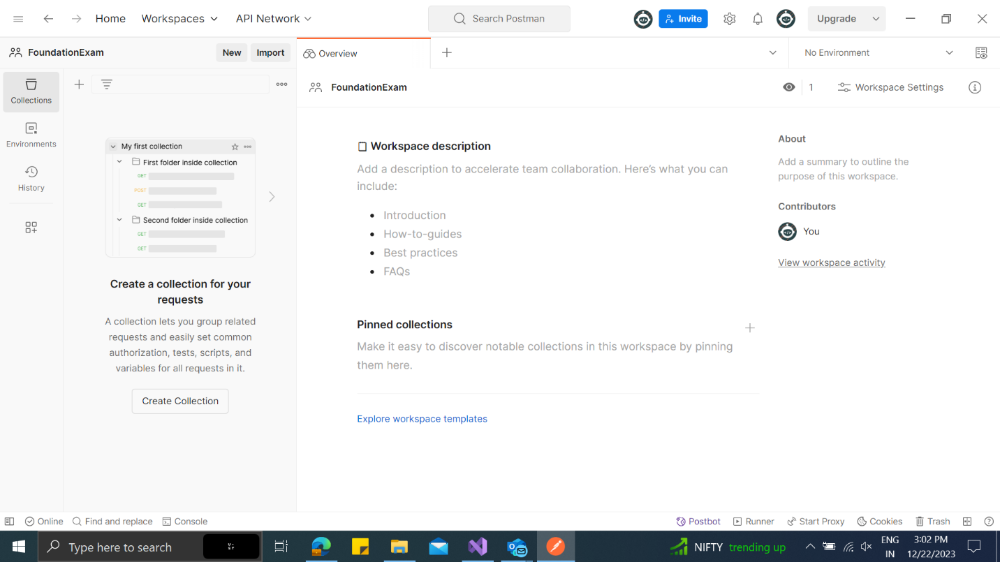 Home Workspaces API Network Search Postman Invite Upgrade
FoundationExam New Import Overview No Environment
Collections
Environments
History
My first collection
First folder inside collection
GET
POST
GET
Second folder inside collection
GET
GET
Create a collection for your
requests
A collection lets you group related
requests and easily set common
authorization, tests, scripts, and
variables for all requests in it.
Create Collection
FoundationExam 1 Workspace Settings
Workspace description
Add a description to accelerate team collaboration. Here’s what you can
include:
Introduction
How-to-guides
Best practices
FAQs
Pinned collections
Make it easy to discover notable collections in this workspace by pinning
them here.
Explore workspace templates
About
Add a summary to outline the
purpose of this workspace.
Contributors
You
View workspace activity
Online Find and replace Console Postbot Runner Start Proxy Cookies Trash
Type here to search NIFTY trending up
ENG
IN
3:02 PM
12/22/2023